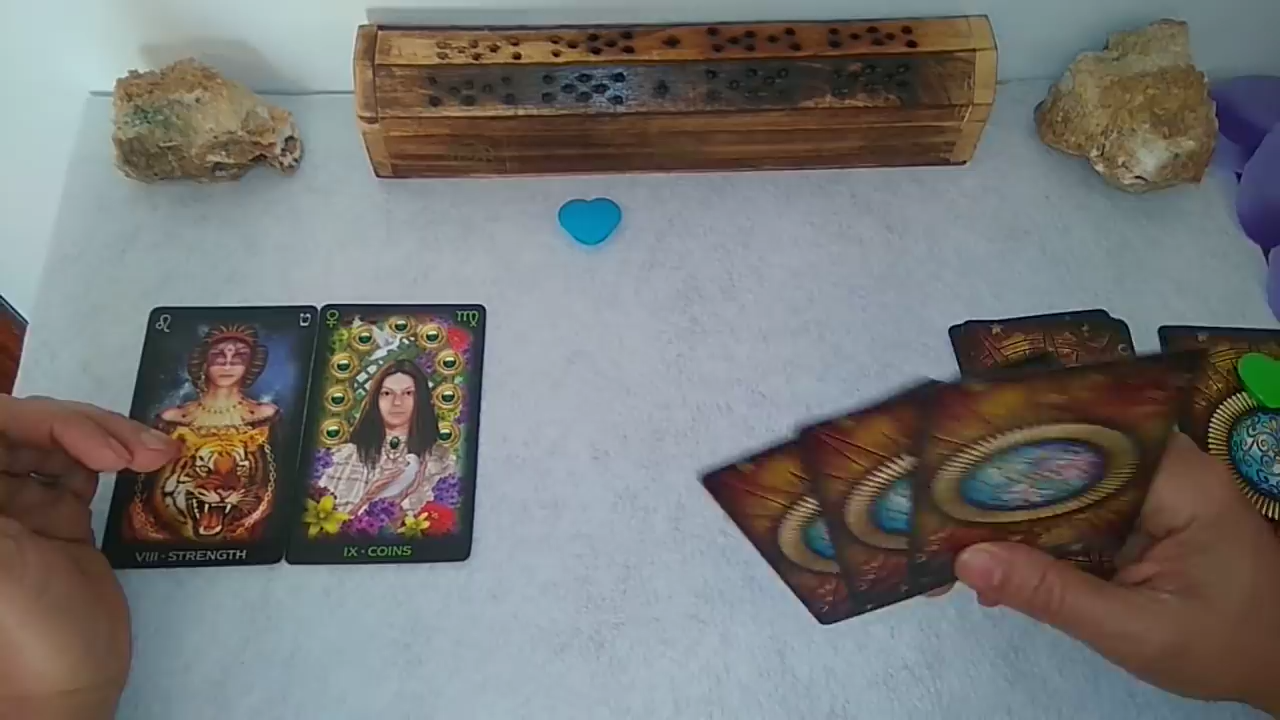 ♌ ט
VIII · STRENGTH
♀ ♍
IX · COINS